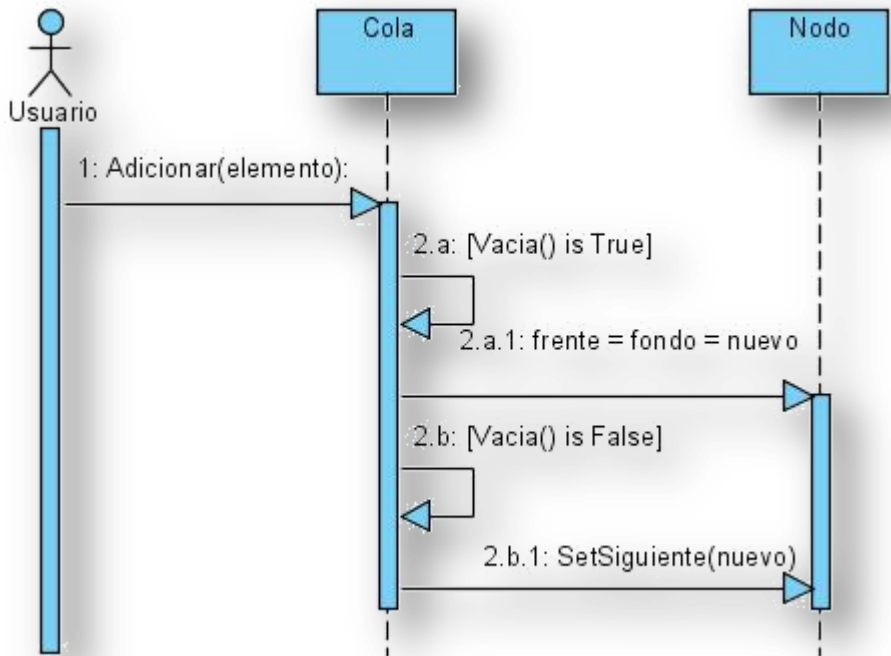 Cola
Nodo
Usuario
1: Adicionar(elemento):
2.a: [Vacia() is True]
2.a.1: frente = fondo = nuevo
2.b: [Vacia() is False]
2.b.1: SetSiguiente(nuevo)